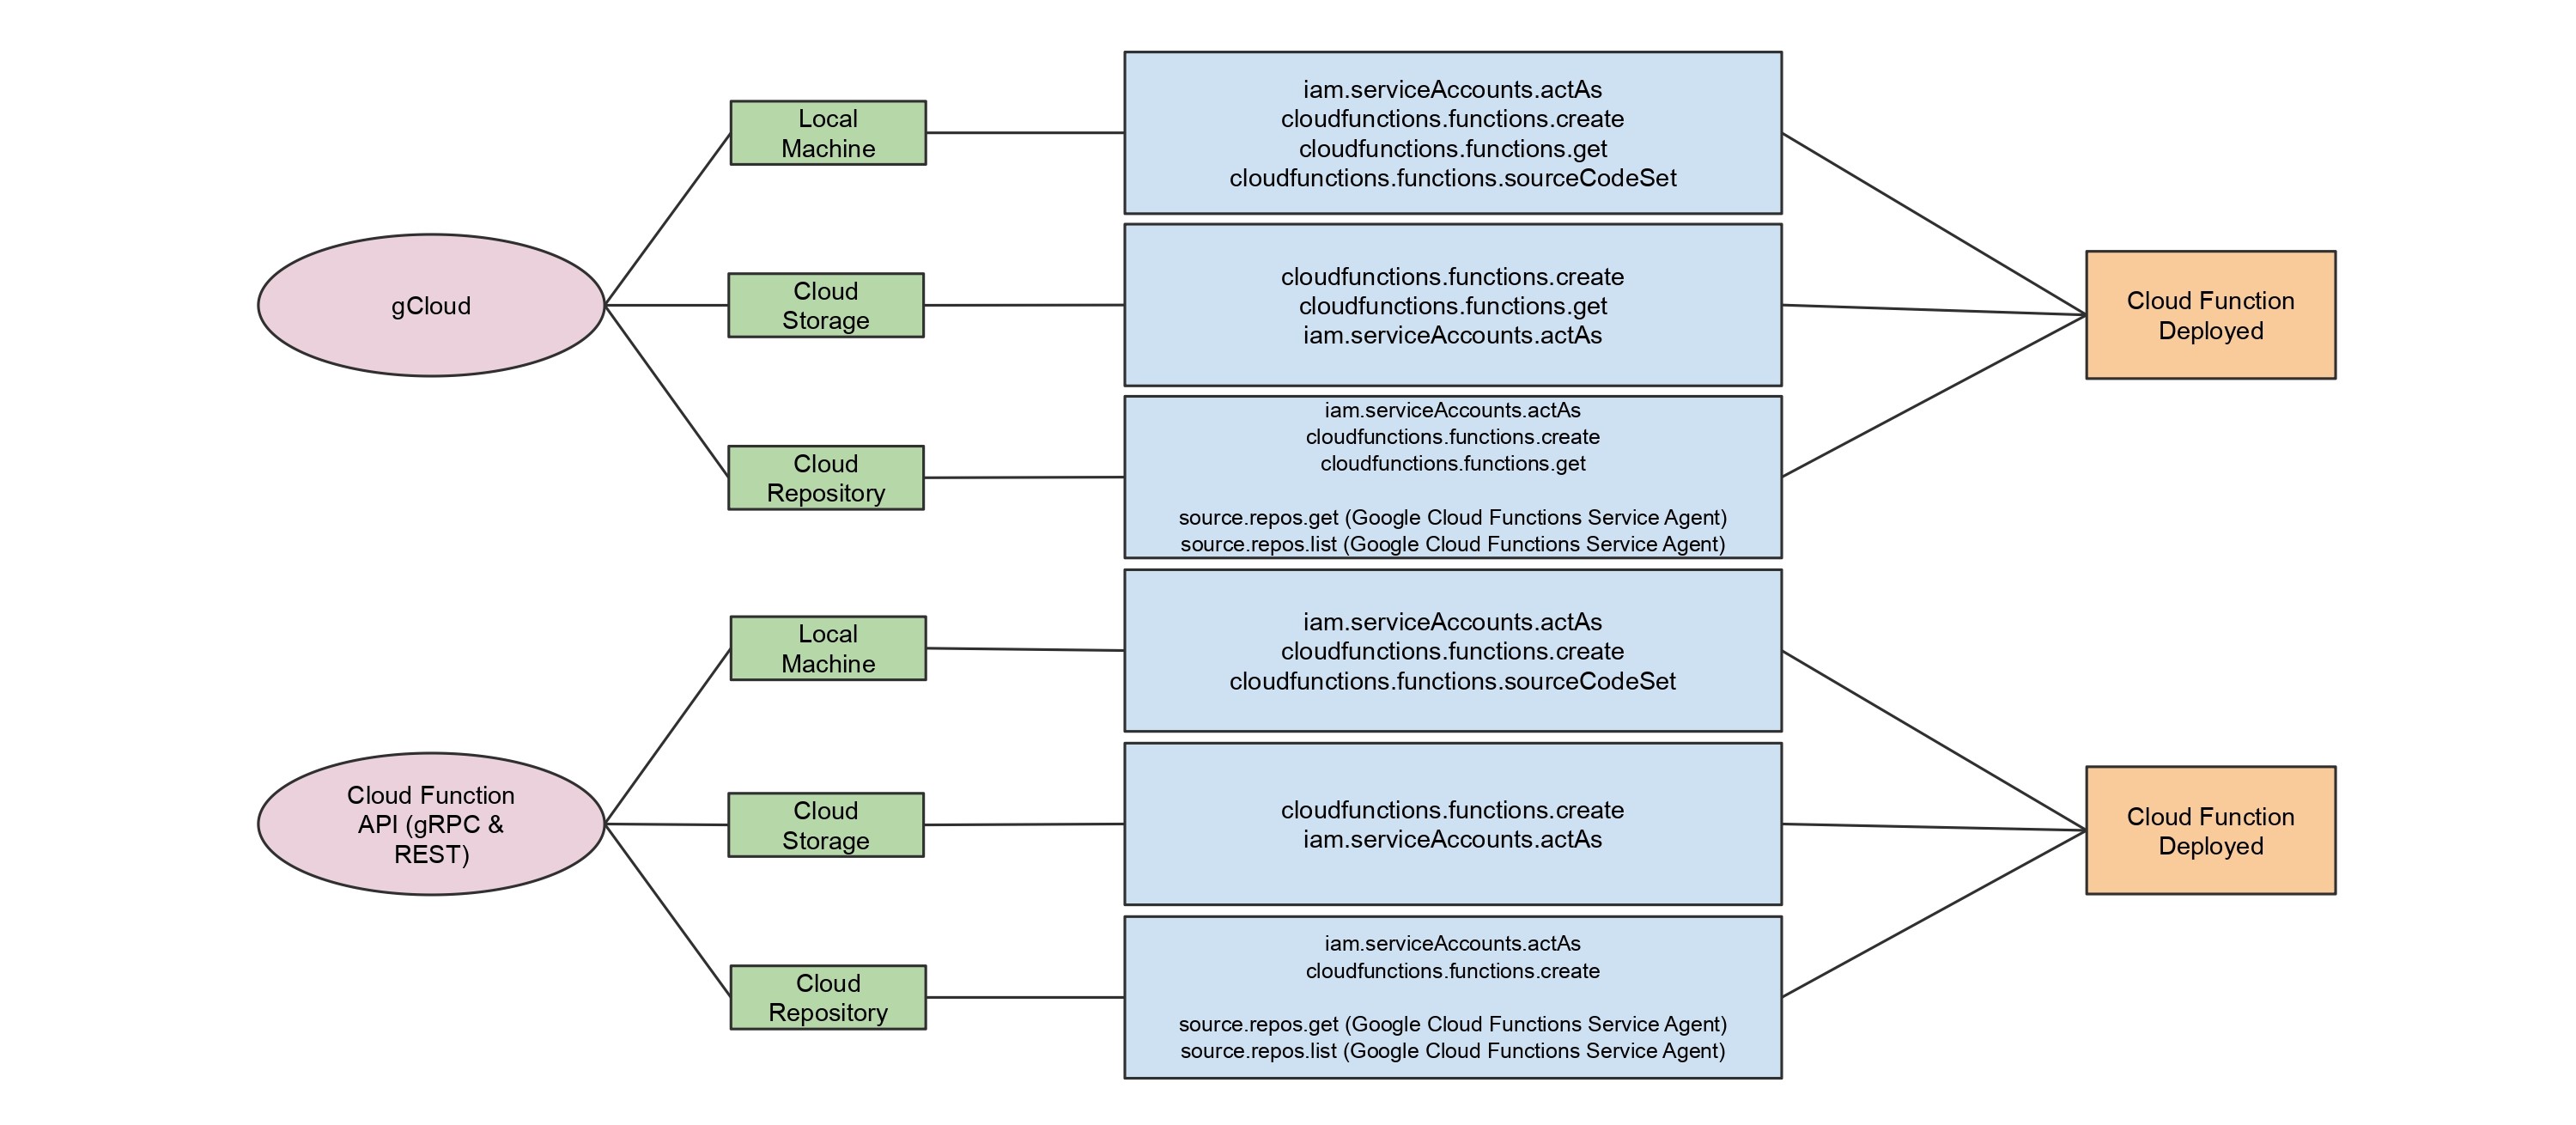 gCloud
Local
Machine
iam.serviceAccounts.actAs
cloudfunctions.functions.create
cloudfunctions.functions.get
cloudfunctions.functions.sourceCodeSet
Cloud
Storage
cloudfunctions.functions.create
cloudfunctions.functions.get
iam.serviceAccounts.actAs
Cloud
Repository
iam.serviceAccounts.actAs
cloudfunctions.functions.create
cloudfunctions.functions.get
source.repos.get (Google Cloud Functions Service Agent)
source.repos.list (Google Cloud Functions Service Agent)
Cloud Function
Deployed
Cloud Function
API (gRPC &
REST)
Local
Machine
iam.serviceAccounts.actAs
cloudfunctions.functions.create
cloudfunctions.functions.sourceCodeSet
Cloud
Storage
cloudfunctions.functions.create
iam.serviceAccounts.actAs
Cloud
Repository
iam.serviceAccounts.actAs
cloudfunctions.functions.create
source.repos.get (Google Cloud Functions Service Agent)
source.repos.list (Google Cloud Functions Service Agent)
Cloud Function
Deployed